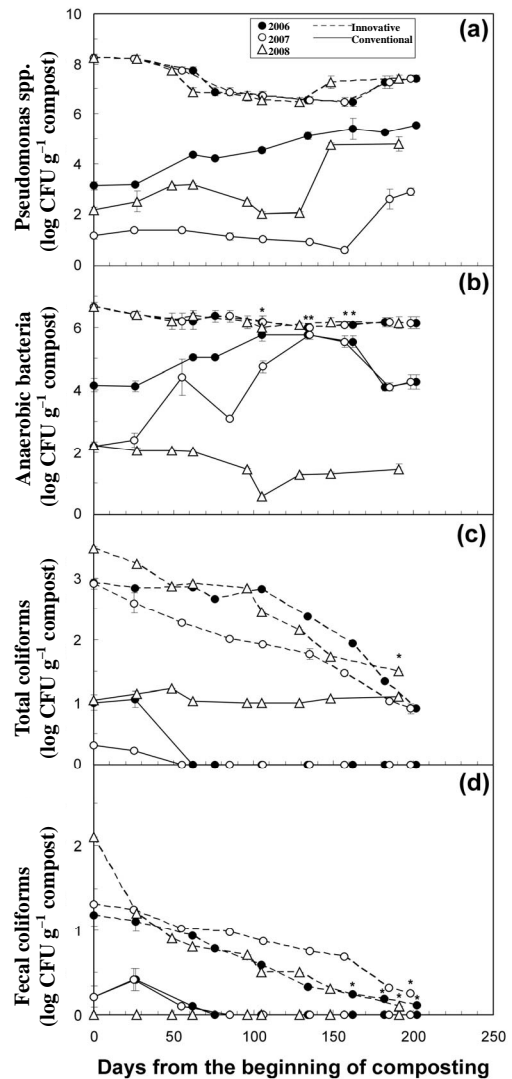 (a)
2006
Innovative
2007
Conventional
2008
Pseudomonas spp.
(log CFU g⁻¹ compost)
10
8
6
4
2
0
(b)
Anaerobic bacteria
(log CFU g⁻¹ compost)
6
4
2
0
*
**
* *
(c)
Total coliforms
(log CFU g⁻¹ compost)
3
2
1
0
*
(d)
Fecal coliforms
(log CFU g⁻¹ compost)
2
1
0
* * * * *
0 50 100 150 200 250
Days from the beginning of composting